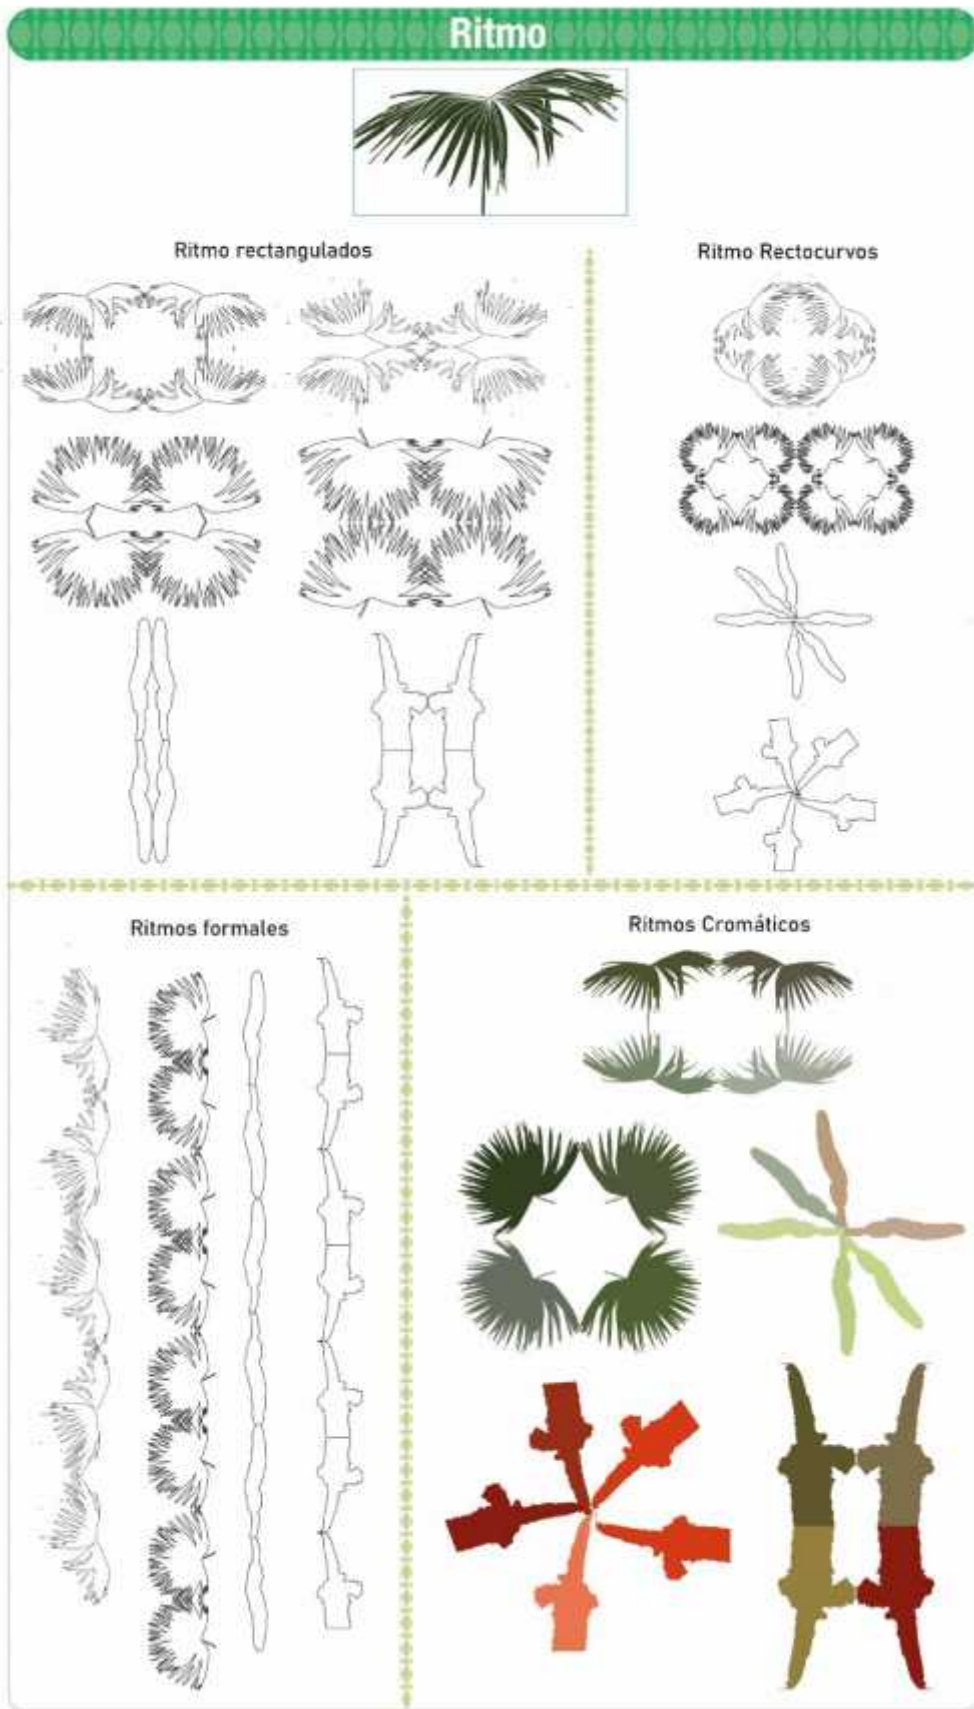 Ritmo
Ritmo rectangulados
Ritmo Rectocurvos
Ritmos formales
Ritmos Cromáticos